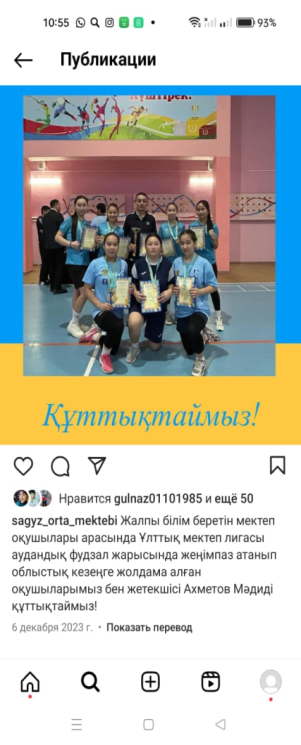 10:55
93%
Публикации
Құттықтаймыз!
Нравится gulnaz01101985 и ещё 50
sagyz_orta_mektebi Жалпы білім беретін мектеп
оқушылары арасында Ұлттық мектеп лигасы
аудандық фудзал жарысында жеңімпаз атанып
облыстық кезеңге жолдама алған
оқушыларымыз бен жетекшісі Ахметов Мәдиді
құттықтаймыз!
6 декабря 2023 г. • Показать перевод